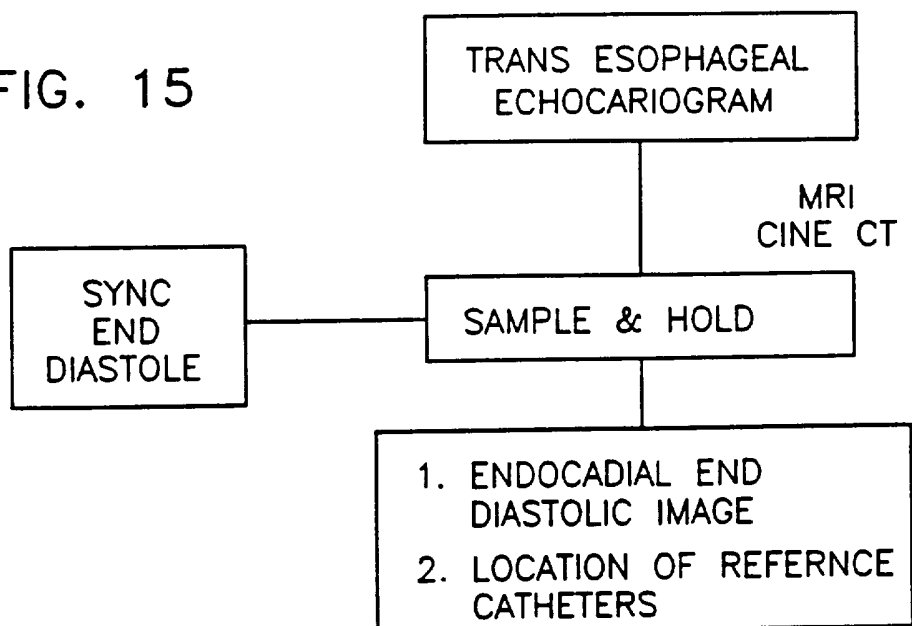 FIG. 15
TRANS ESOPHAGEAL
ECHOCARIOGRAM
MRI
CINE CT
SYNC
END
DIASTOLE
SAMPLE & HOLD
1. ENDOCADIAL END
DIASTOLIC IMAGE
2. LOCATION OF REFERNCE
CATHETERS